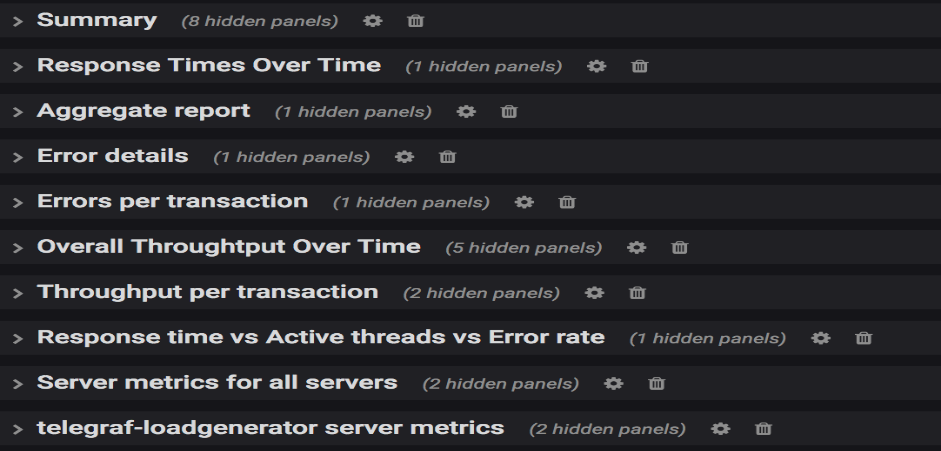 Summary (8 hidden panels)
Response Times Over Time (1 hidden panels)
Aggregate report (1 hidden panels)
Error details (1 hidden panels)
Errors per transaction (1 hidden panels)
Overall Throughtput Over Time (5 hidden panels)
Throughput per transaction (2 hidden panels)
Response time vs Active threads vs Error rate (1 hidden panels)
Server metrics for all servers (2 hidden panels)
telegraf-loadgenerator server metrics (2 hidden panels)